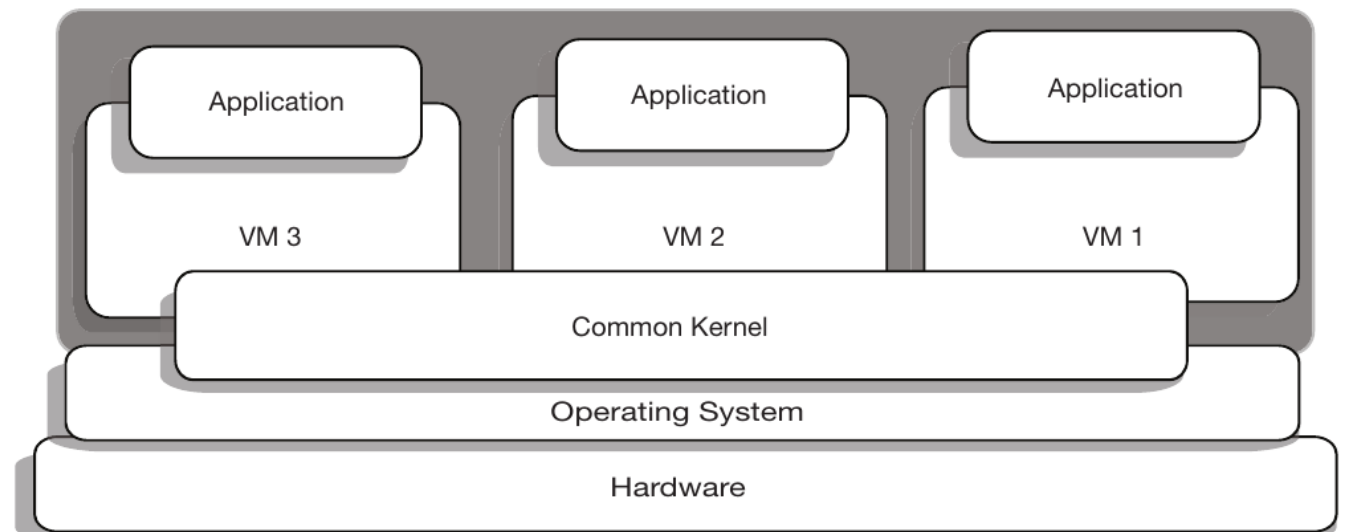 Application
Application
Application
VM 3
VM 2
VM 1
Common Kernel
Operating System
Hardware